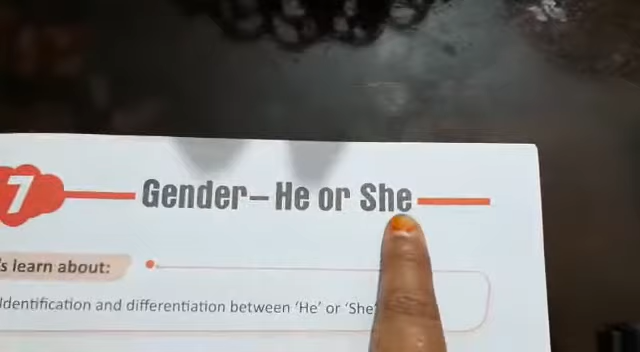 7
Gender– He or She
's learn about:
Identification and differentiation between 'He' or 'She'